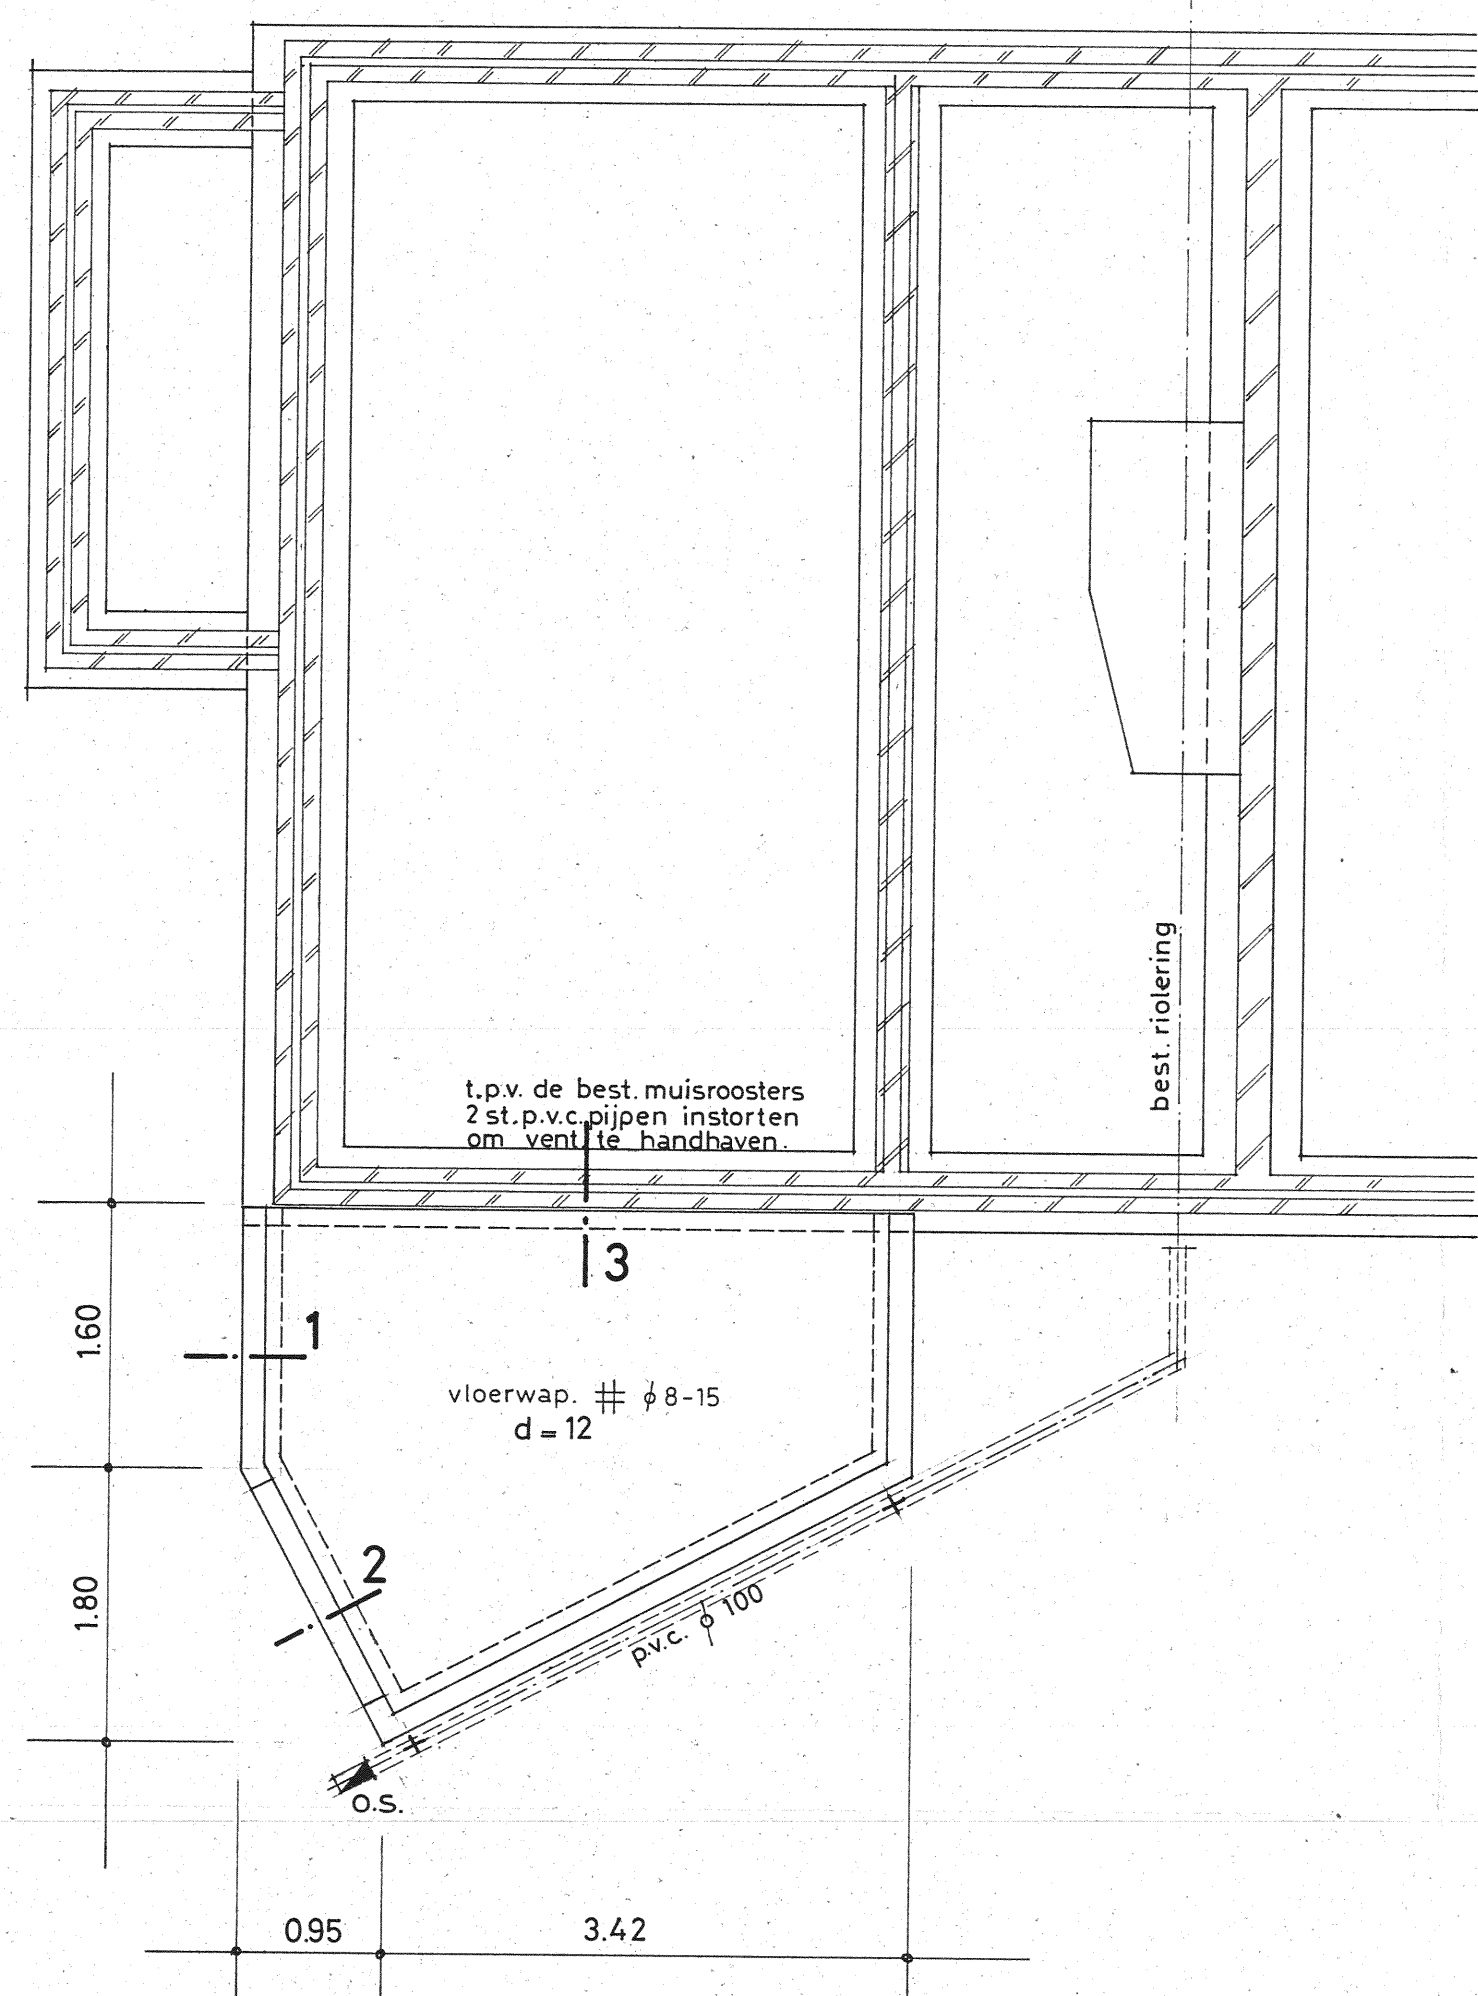 best. riolering
t.p.v. de best. muisroosters
2 st. p.v.c. pijpen instorten
om vent. te handhaven.
3
1
1.60
vloerwap. # ϕ 8-15
d = 12
2
1.80
p.v.c. ϕ 100
o.s.
0.95
3.42